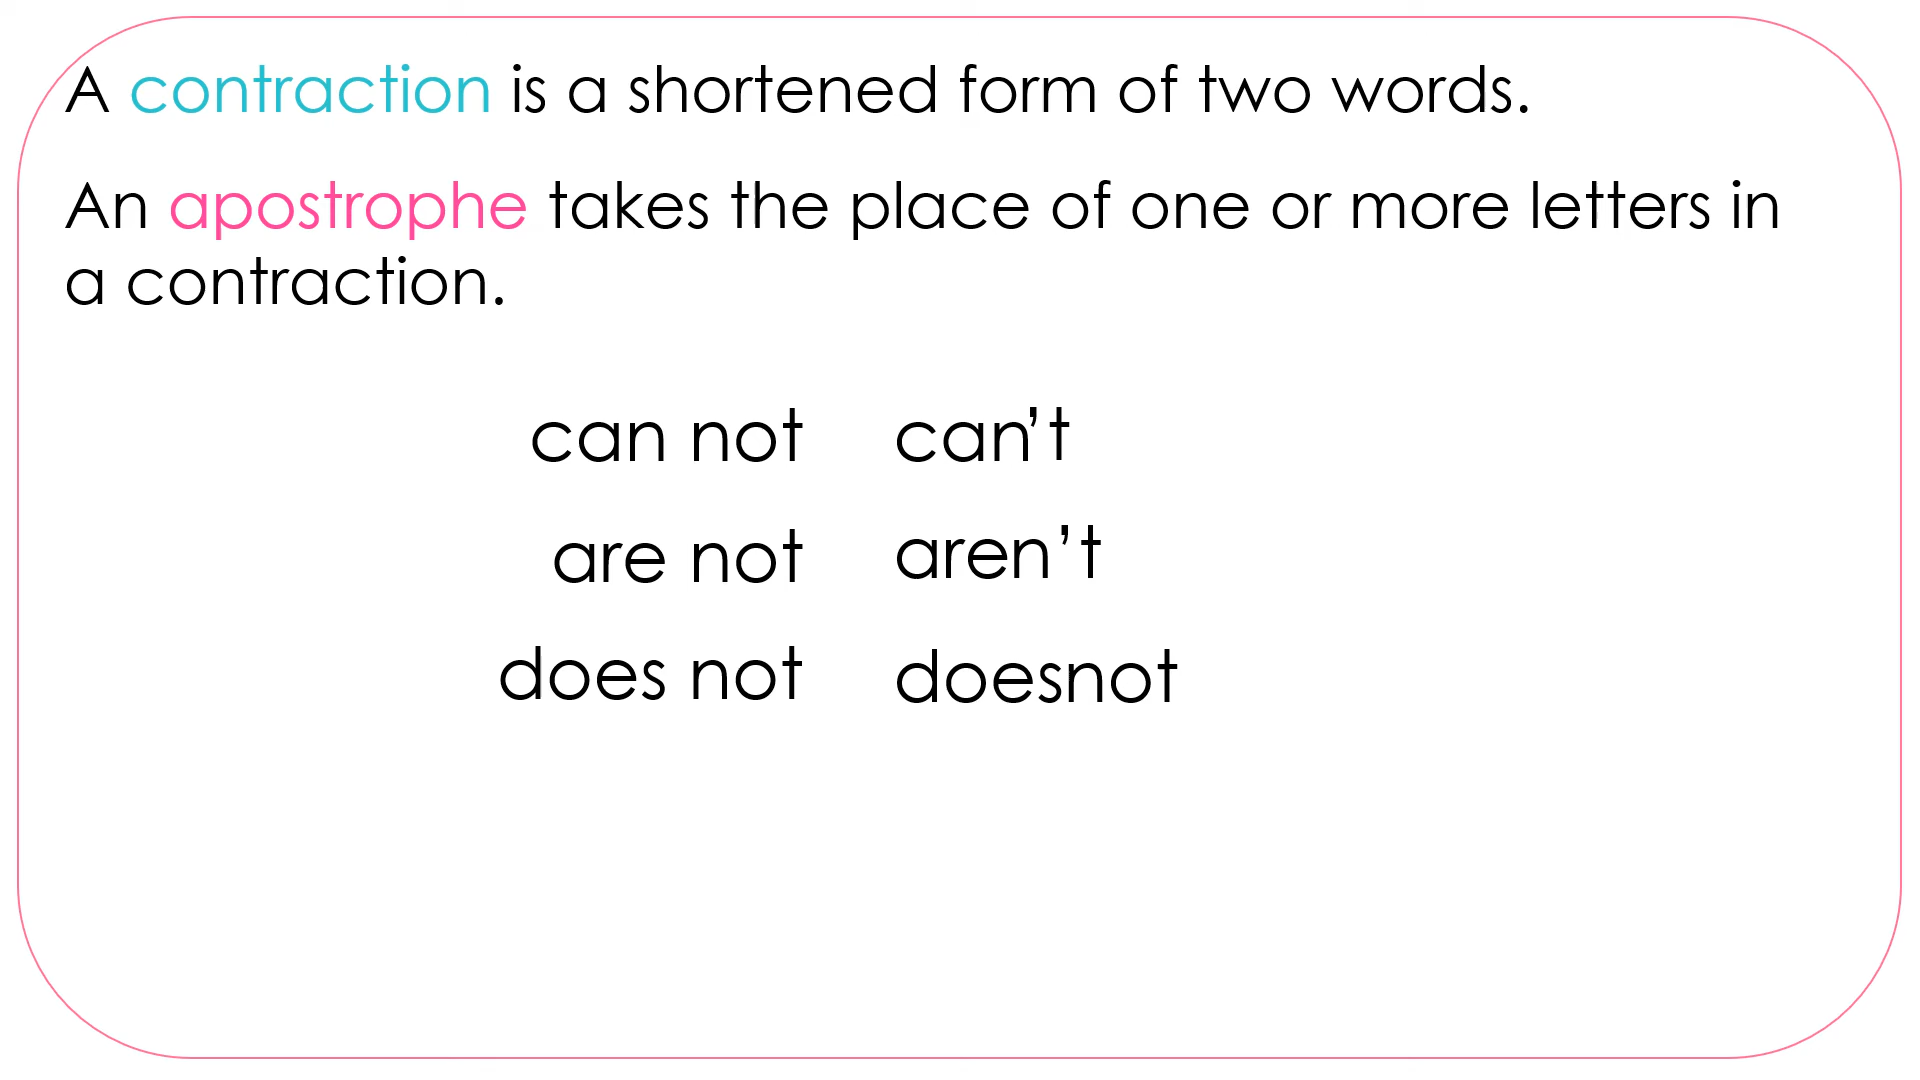 A contraction is a shortened form of two words.
An apostrophe takes the place of one or more letters in
a contraction.
can not can’t
are not aren’t
does not doesnot